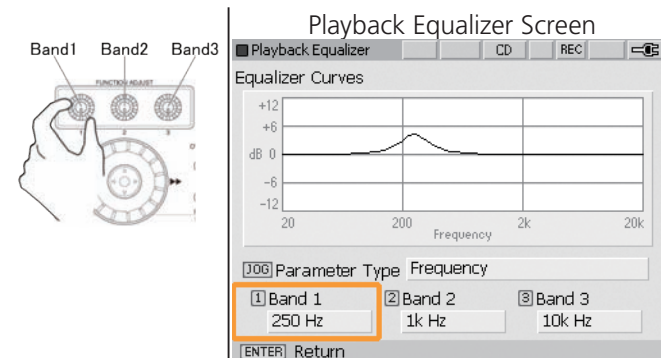 Band1 Band2 Band3
FUNCTION ADJUST
1 2 3
Playback Equalizer Screen
Playback Equalizer CD REC
Equalizer Curves
+12
+6
dB 0
-6
-12
20 200 2k 20k
Frequency
JOG Parameter Type Frequency
1 Band 1 2 Band 2 3 Band 3
250 Hz 1k Hz 10k Hz
ENTER Return